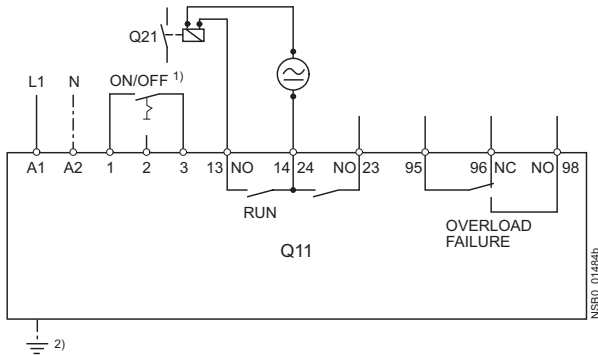 Q21
L1 N ON/OFF 1)
A1 A2 1 2 3 13 NO 14 24 NO 23 95 96 NC NO 98
RUN
OVERLOAD
FAILURE
Q11
NSB0_01484b
2)